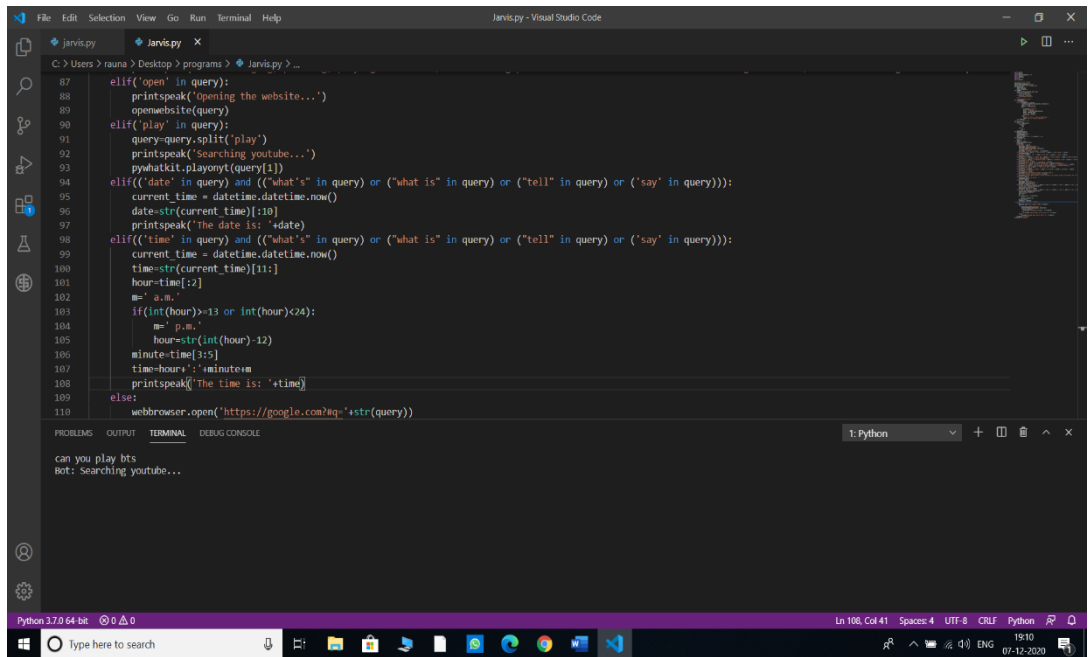 File Edit Selection View Go Run Terminal Help
Jarvis.py - Visual Studio Code
jarvis.py
Jarvis.py
C: > Users > rauna > Desktop > programs > Jarvis.py > ...
87 elif('open' in query):
88 printspeak('Opening the website...')
89 openwebsite(query)
90 elif('play' in query):
91 query=query.split('play')
92 printspeak('Searching youtube...')
93 pywhatkit.playonyt(query[1])
94 elif(('date' in query) and (("what's" in query) or ("what is" in query) or ("tell" in query) or ('say' in query))):
95 current_time = datetime.datetime.now()
96 date=str(current_time)[:10]
97 printspeak('The date is: '+date)
98 elif(('time' in query) and (("what's" in query) or ("what is" in query) or ("tell" in query) or ('say' in query))):
99 current_time = datetime.datetime.now()
100 time=str(current_time)[11:]
101 hour=time[:2]
102 m=' a.m.'
103 if(int(hour)>=13 or int(hour)<24):
104 m=' p.m.'
105 hour=str(int(hour)-12)
106 minute=time[3:5]
107 time=hour+':'+minute+m
108 printspeak('The time is: '+time)
109 else:
110 webbrowser.open('https://google.com?#q='+str(query))
PROBLEMS OUTPUT TERMINAL DEBUG CONSOLE
1: Python
can you play bts
Bot: Searching youtube...
Python 3.7.0 64-bit 0 0
Ln 108, Col 41 Spaces: 4 UTF-8 CRLF Python
Type here to search
ENG
19:10
07-12-2020